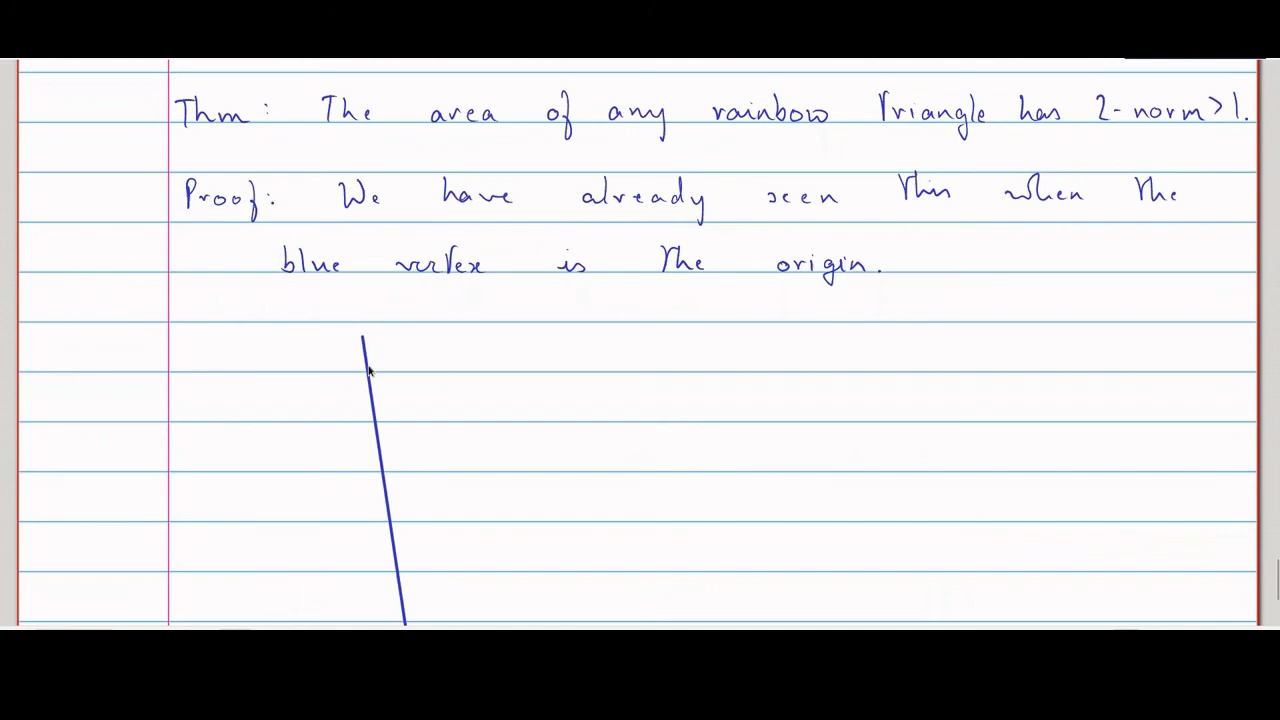 Thm: The area of any rainbow Triangle has 2-norm>1.
Proof: We have already seen this when the
blue vertex is the origin.